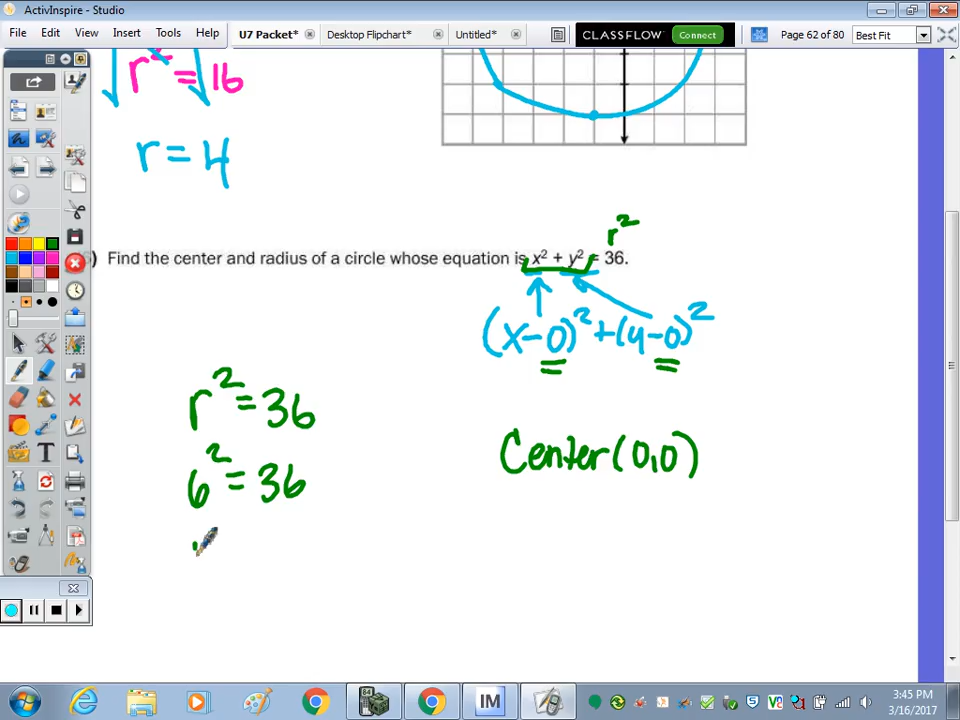 ActivInspire - Studio
File Edit View Insert Tools Help U7 Packet* Desktop Flipchart* Untitled* CLASSFLOW Connect Page 62 of 80 Best Fit
r² = 16
r = 4
r²
) Find the center and radius of a circle whose equation is x² + y² = 36.
(x-0)² + (y-0)²
r² = 36
Center (0,0)
6² = 36
IM
3:45 PM
3/16/2017